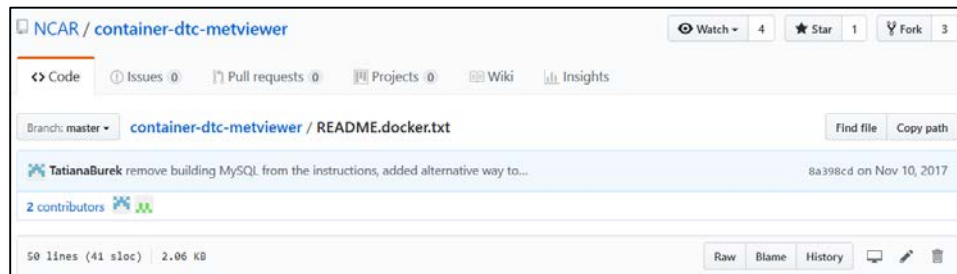 NCAR / container-dtc-metviewer
Watch 4 Star 1 Fork 3
Code Issues 0 Pull requests 0 Projects 0 Wiki Insights
Branch: master container-dtc-metviewer / README.docker.txt Find file Copy path
TatianaBurek remove building MySQL from the instructions, added alternative way to... 8a398cd on Nov 10, 2017
2 contributors
50 lines (41 sloc) 2.06 KB Raw Blame History